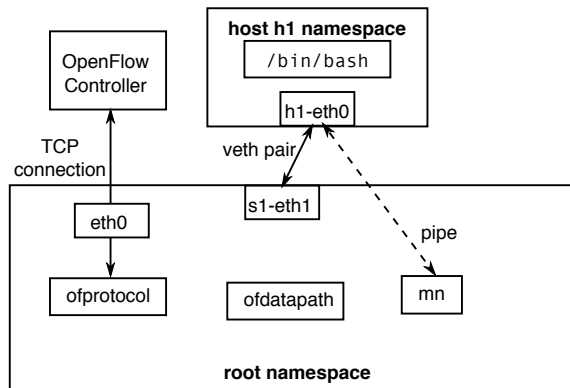 host h1 namespace
/bin/bash
h1-eth0
OpenFlow
Controller
TCP
connection
veth pair
s1-eth1
eth0
pipe
ofprotocol
ofdatapath
mn
root namespace